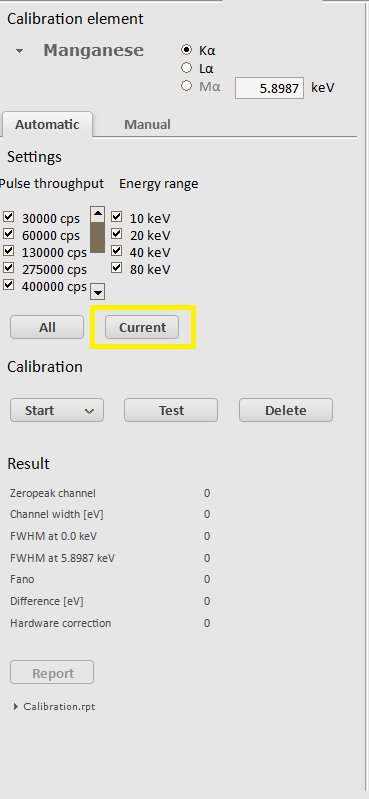 Calibration element
Manganese
Kα
Lα
Mα
5.8987 keV
Automatic Manual
Settings
Pulse throughput Energy range
30000 cps 10 keV
60000 cps 20 keV
130000 cps 40 keV
275000 cps 80 keV
400000 cps
All Current
Calibration
Start Test Delete
Result
Zeropeak channel 0
Channel width [eV] 0
FWHM at 0.0 keV 0
FWHM at 5.8987 keV 0
Fano 0
Difference [eV] 0
Hardware correction 0
Report
Calibration.rpt